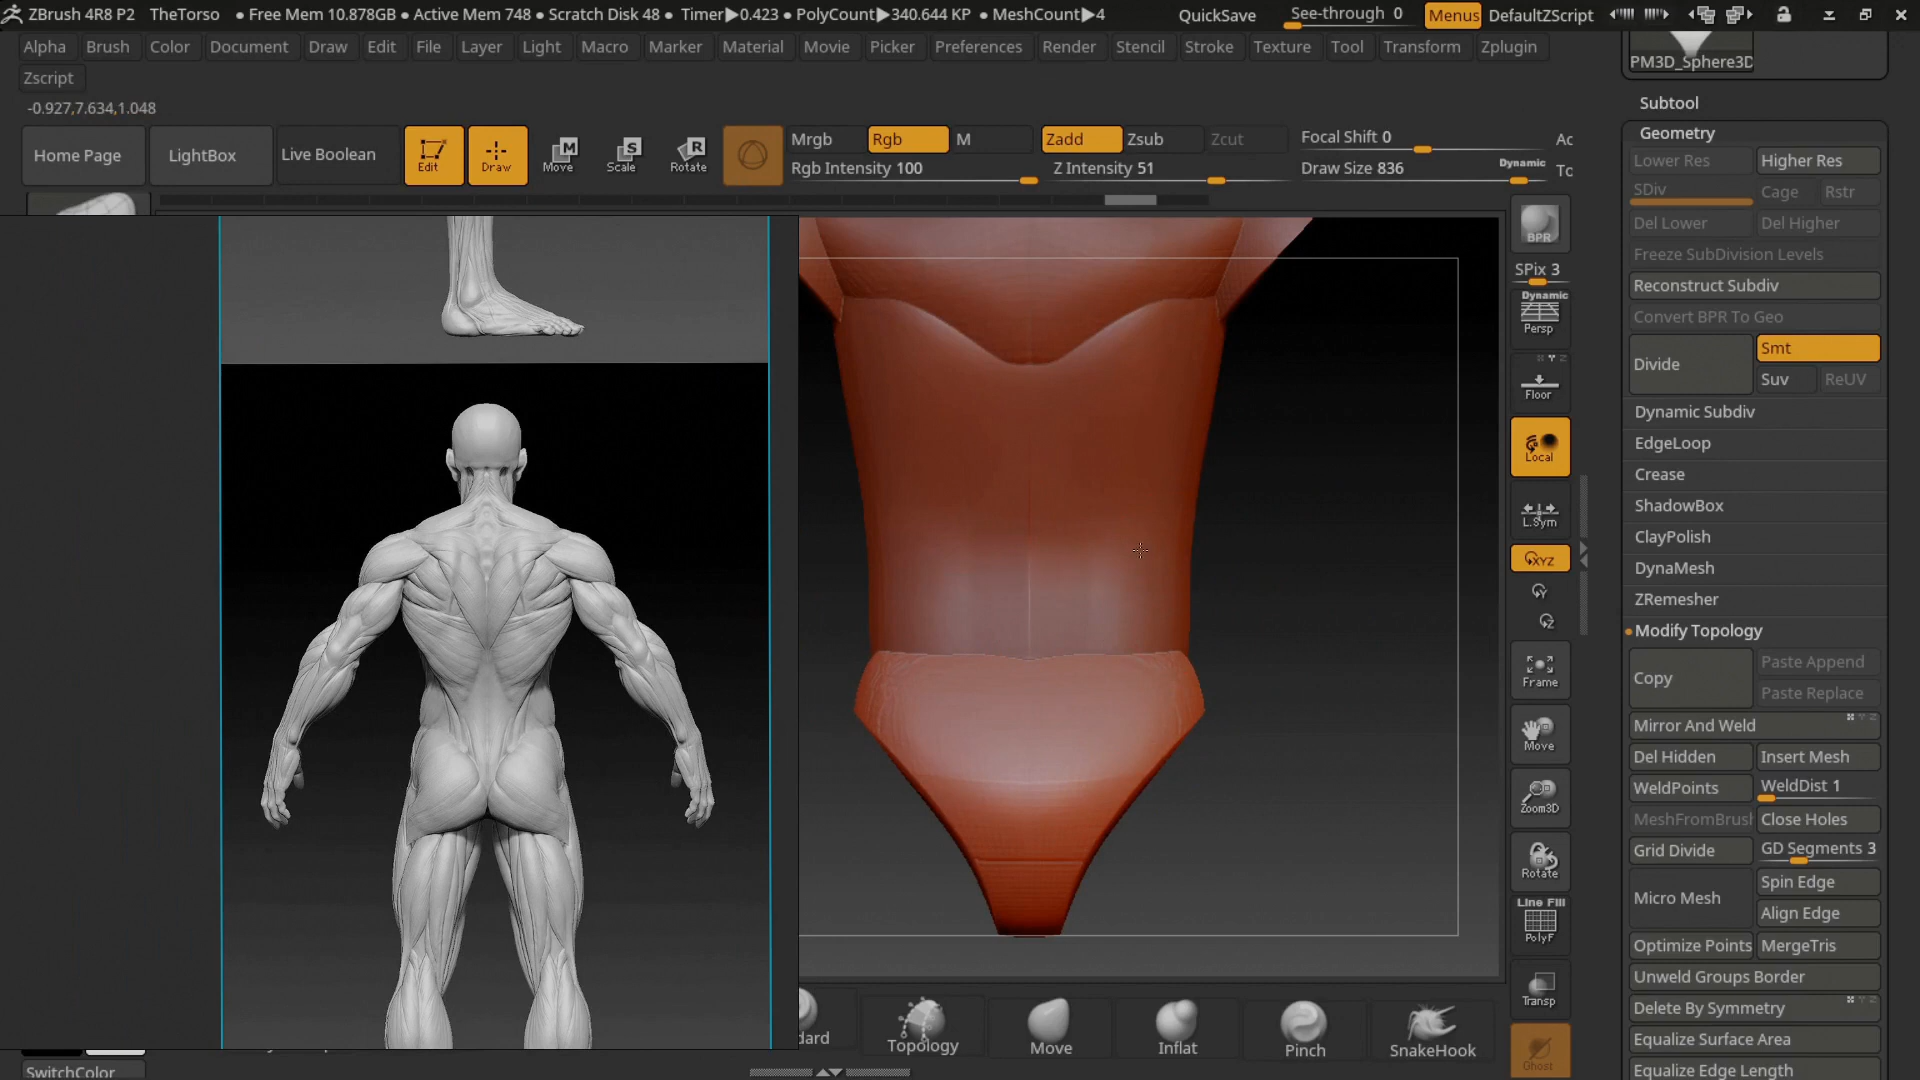 ZBrush 4R8 P2 TheTorso • Free Mem 10.878GB • Active Mem 748 • Scratch Disk 48 • Timer▶0.423 • PolyCount▶340.644 KP • MeshCount▶4 QuickSave See-through 0 Menus DefaultZScript
Alpha Brush Color Document Draw Edit File Layer Light Macro Marker Material Movie Picker Preferences Render Stencil Stroke Texture Tool Transform Zplugin
Zscript
-0.927,7.634,1.048
Home Page LightBox Live Boolean Edit Draw Move Scale Rotate
Mrgb Rgb M Zadd Zsub Zcut Focal Shift 0 Ac
Rgb Intensity 100 Z Intensity 51 Draw Size 836 Dynamic To
BPR
SPix 3
Dynamic
Persp
Floor
Local
L.Sym
XYZ
Y
Z
Frame
Move
Zoom3D
Rotate
Line Fill
PolyF
Transp
Ghost
PM3D_Sphere3D
Subtool
Geometry
Lower Res Higher Res
SDiv Cage Rstr
Del Lower Del Higher
Freeze SubDivision Levels
Reconstruct Subdiv
Convert BPR To Geo
Divide Smt
Suv ReUV
Dynamic Subdiv
EdgeLoop
Crease
ShadowBox
ClayPolish
DynaMesh
ZRemesher
Modify Topology
Copy Paste Append
Paste Replace
Mirror And Weld
Del Hidden Insert Mesh
WeldPoints WeldDist 1
MeshFromBrush Close Holes
Grid Divide GD Segments 3
Micro Mesh Spin Edge
Align Edge
Optimize Points MergeTris
Unweld Groups Border
Delete By Symmetry
Equalize Surface Area
Equalize Edge Length
dard Topology Move Inflat Pinch SnakeHook
SwitchColor